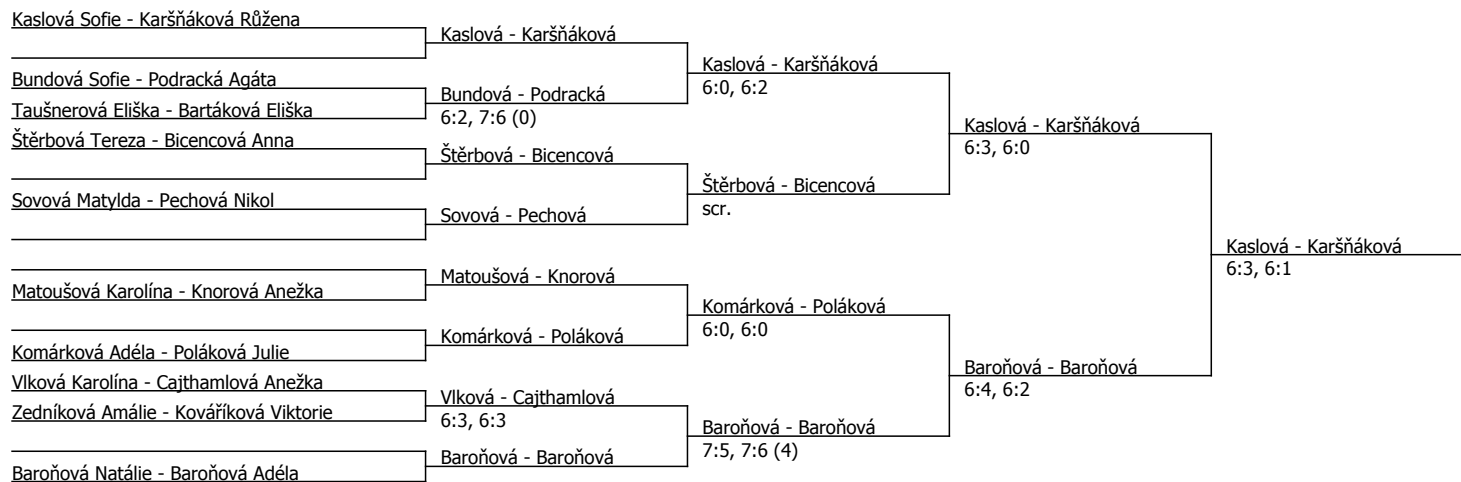 Kaslová Sofie - Karšňáková Růžena
Bundová Sofie - Podracká Agáta
Taušnerová Eliška - Bartáková Eliška
Štěrbová Tereza - Bicencová Anna
Sovová Matylda - Pechová Nikol
Matoušová Karolína - Knorová Anežka
Komárková Adéla - Poláková Julie
Vlková Karolína - Cajthamlová Anežka
Zedníková Amálie - Kováříková Viktorie
Baroňová Natálie - Baroňová Adéla
Kaslová - Karšňáková
Bundová - Podracká
6:2, 7:6 (0)
Štěrbová - Bicencová
Sovová - Pechová
Matoušová - Knorová
Komárková - Poláková
Vlková - Cajthamlová
6:3, 6:3
Baroňová - Baroňová
Kaslová - Karšňáková
6:0, 6:2
Štěrbová - Bicencová
scr.
Komárková - Poláková
6:0, 6:0
Baroňová - Baroňová
7:5, 7:6 (4)
Kaslová - Karšňáková
6:3, 6:0
Baroňová - Baroňová
6:4, 6:2
Kaslová - Karšňáková
6:3, 6:1